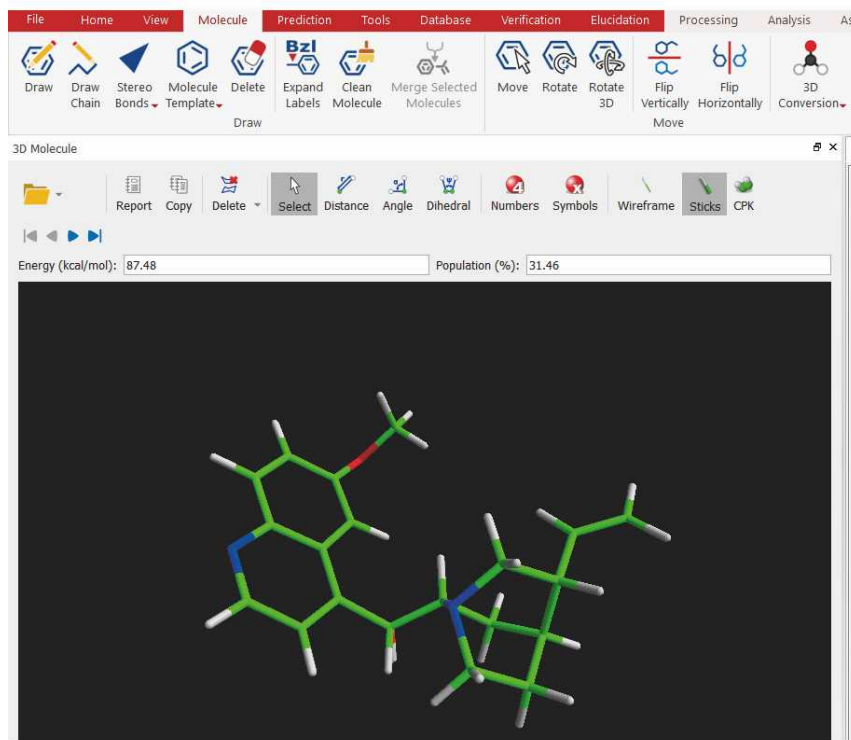 File Home View Molecule Prediction Tools Database Verification Elucidation Processing Analysis As
Bzl
Draw Draw Stereo Molecule Delete Expand Clean Merge Selected Move Rotate Rotate Flip Flip 3D
Chain Bonds Template Labels Molecule Molecules 3D Vertically Horizontally Conversion
Draw Move
3D Molecule
4 x
Report Copy Delete Select Distance Angle Dihedral Numbers Symbols Wireframe Sticks CPK
Energy (kcal/mol): 87.48 Population (%): 31.46